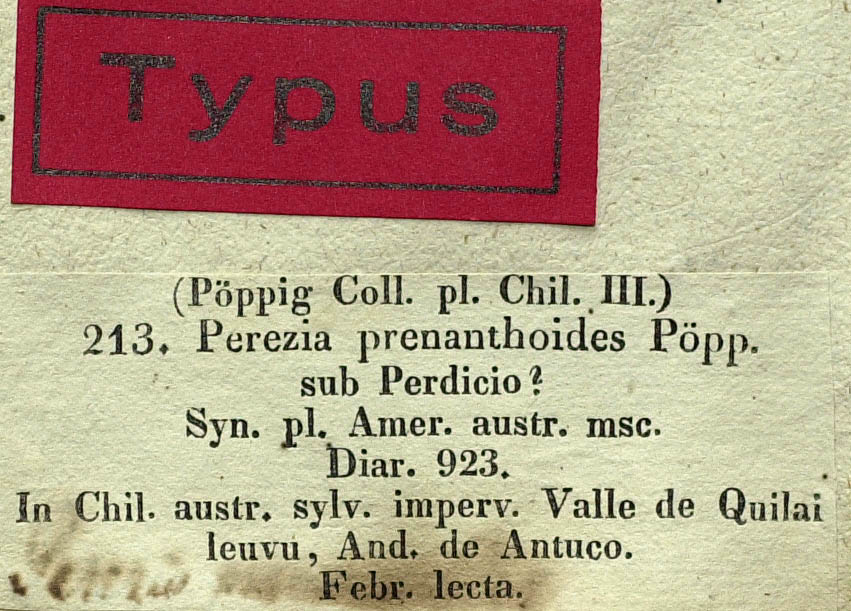 Typus
(Pöppig Coll. pl. Chil. III.)
213. Perezia prenanthoides Pöpp.
sub Perdicio?
Syn. pl. Amer. austr. msc.
Diar. 923.
In Chil. austr. sylv. imperv. Valle de Quilai
leuvu, And. de Antuco.
Febr. lecta.